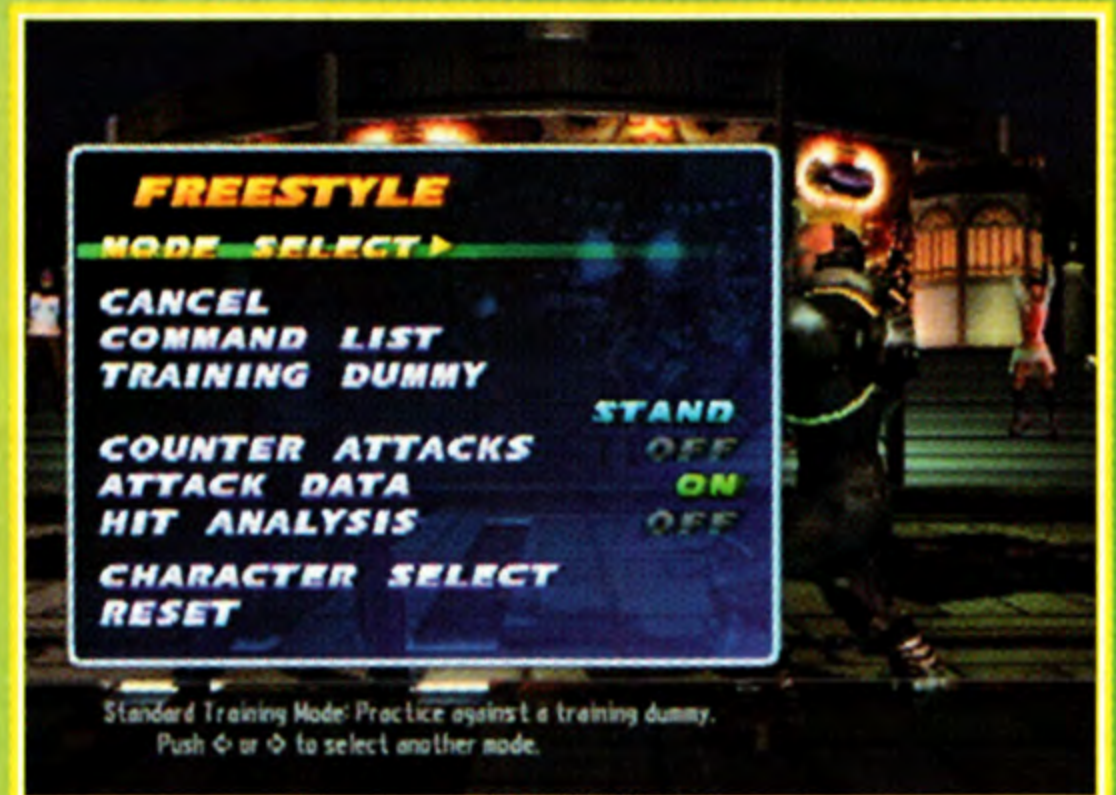 FREESTYLE
MODE SELECT
CANCEL
COMMAND LIST
TRAINING DUMMY
STAND
COUNTER ATTACKS OFF
ATTACK DATA ON
HIT ANALYSIS OFF
CHARACTER SELECT
RESET
Standard Training Mode: Practice against a training dummy.
Push ◁ or ▷ to select another mode.